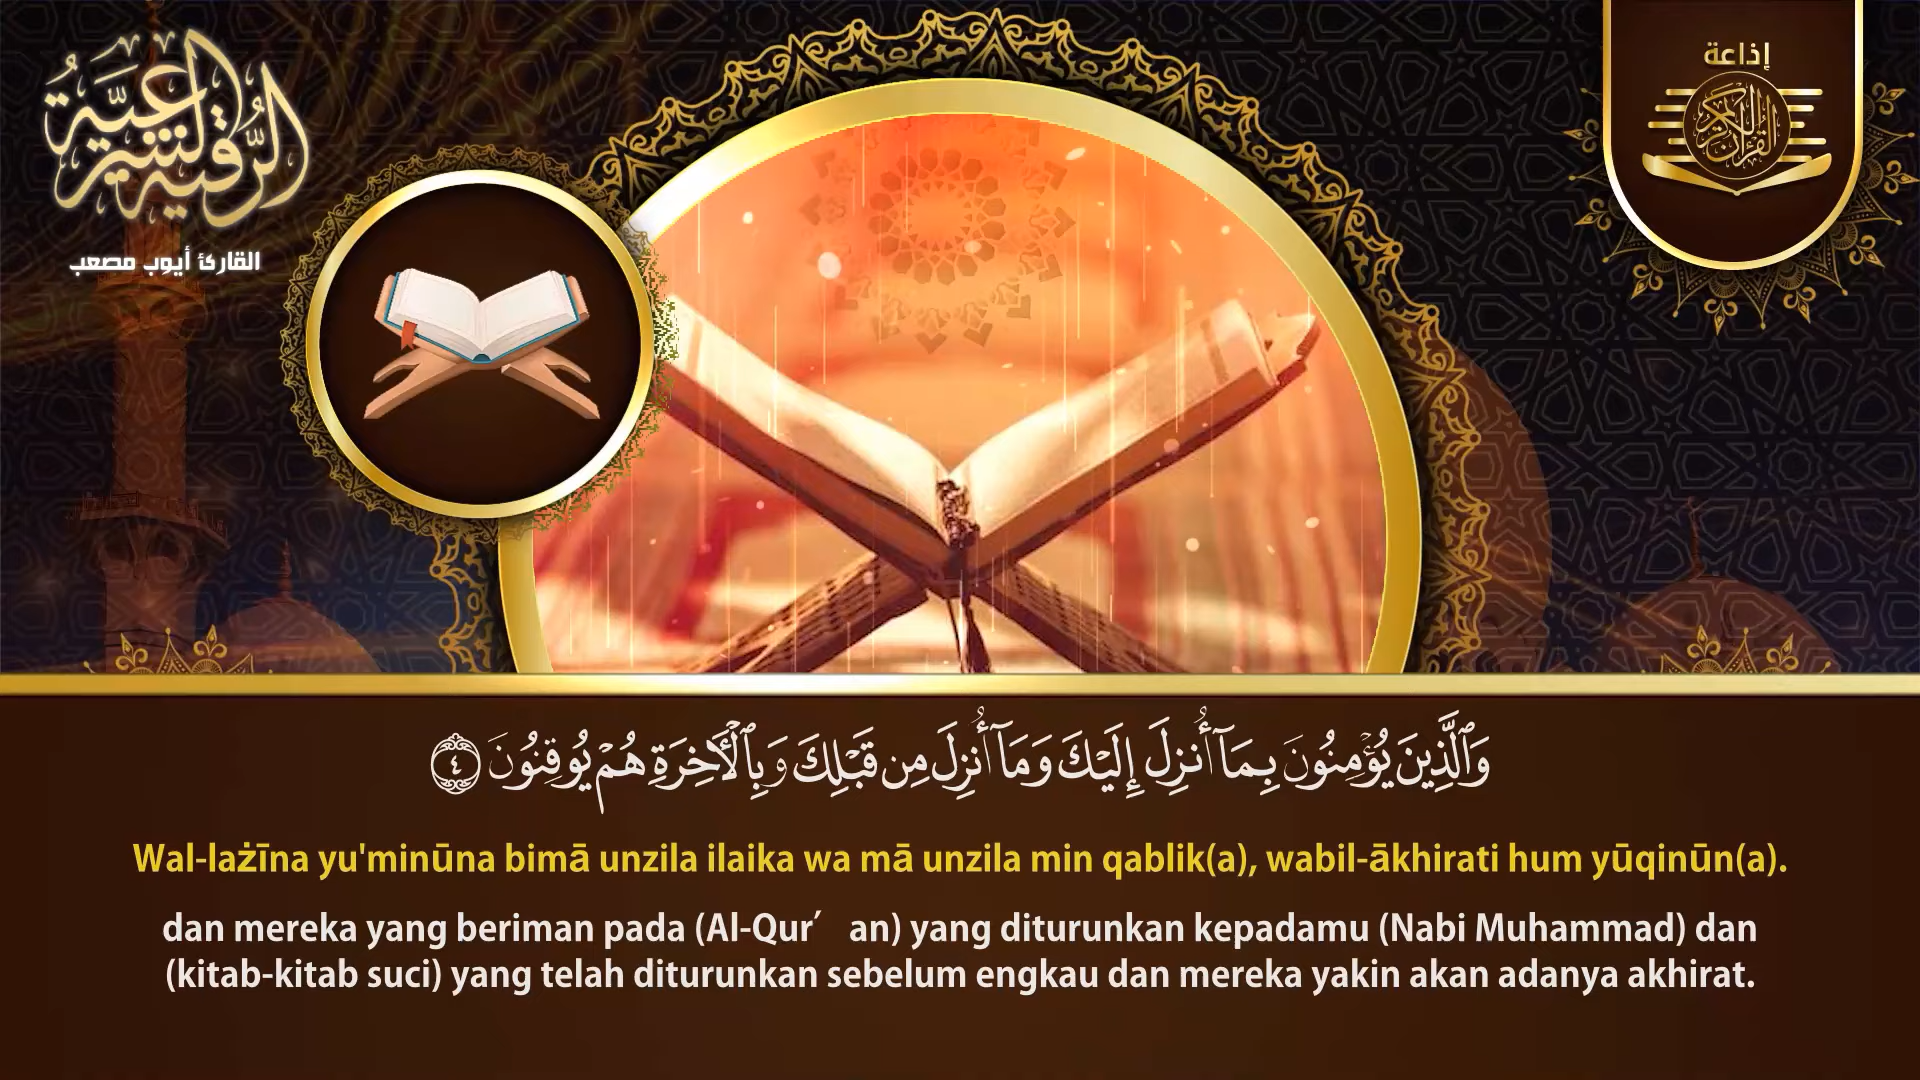 الرقية الشرعية
القارئ أيوب مصعب
إذاعة
القرآن الكريم
وَٱلَّذِينَ يُؤْمِنُونَ بِمَآ أُنزِلَ إِلَيْكَ وَمَآ أُنزِلَ مِن قَبْلِكَ وَبِٱلْأَخِرَةِ هُمْ يُوقِنُونَ ٤
Wal-lażīna yu'minūna bimā unzila ilaika wa mā unzila min qablik(a), wabil-ākhirati hum yūqinūn(a).
dan mereka yang beriman pada (Al-Qur′ an) yang diturunkan kepadamu (Nabi Muhammad) dan
(kitab-kitab suci) yang telah diturunkan sebelum engkau dan mereka yakin akan adanya akhirat.